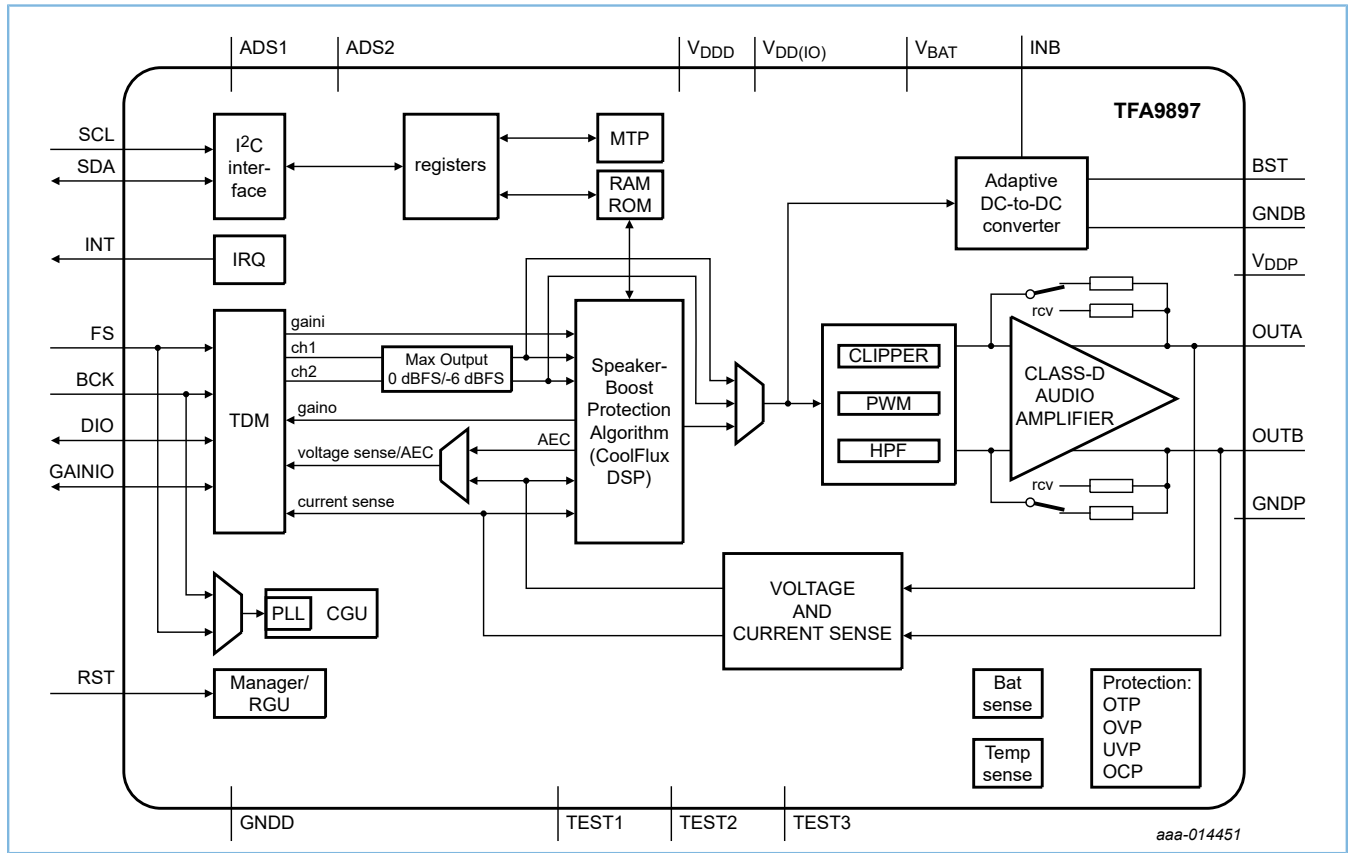 ADS1
ADS2
VDDD
VDD(IO)
VBAT
INB
TFA9897
SCL
SDA
I2C
inter-
face
registers
MTP
RAM
ROM
Adaptive
DC-to-DC
converter
BST
GNDB
INT
IRQ
VDDP
FS
BCK
DIO
GAINIO
TDM
gaini
ch1
ch2
Max Output
0 dBFS/-6 dBFS
gaino
AEC
voltage sense/AEC
current sense
Speaker-
Boost
Protection
Algorithm
(CoolFlux
DSP)
CLIPPER
PWM
HPF
rcv
CLASS-D
AUDIO
AMPLIFIER
rcv
OUTA
OUTB
GNDP
PLL
CGU
VOLTAGE
AND
CURRENT SENSE
RST
Manager/
RGU
Bat
sense
Temp
sense
Protection:
OTP
OVP
UVP
OCP
GNDD
TEST1
TEST2
TEST3
aaa-014451